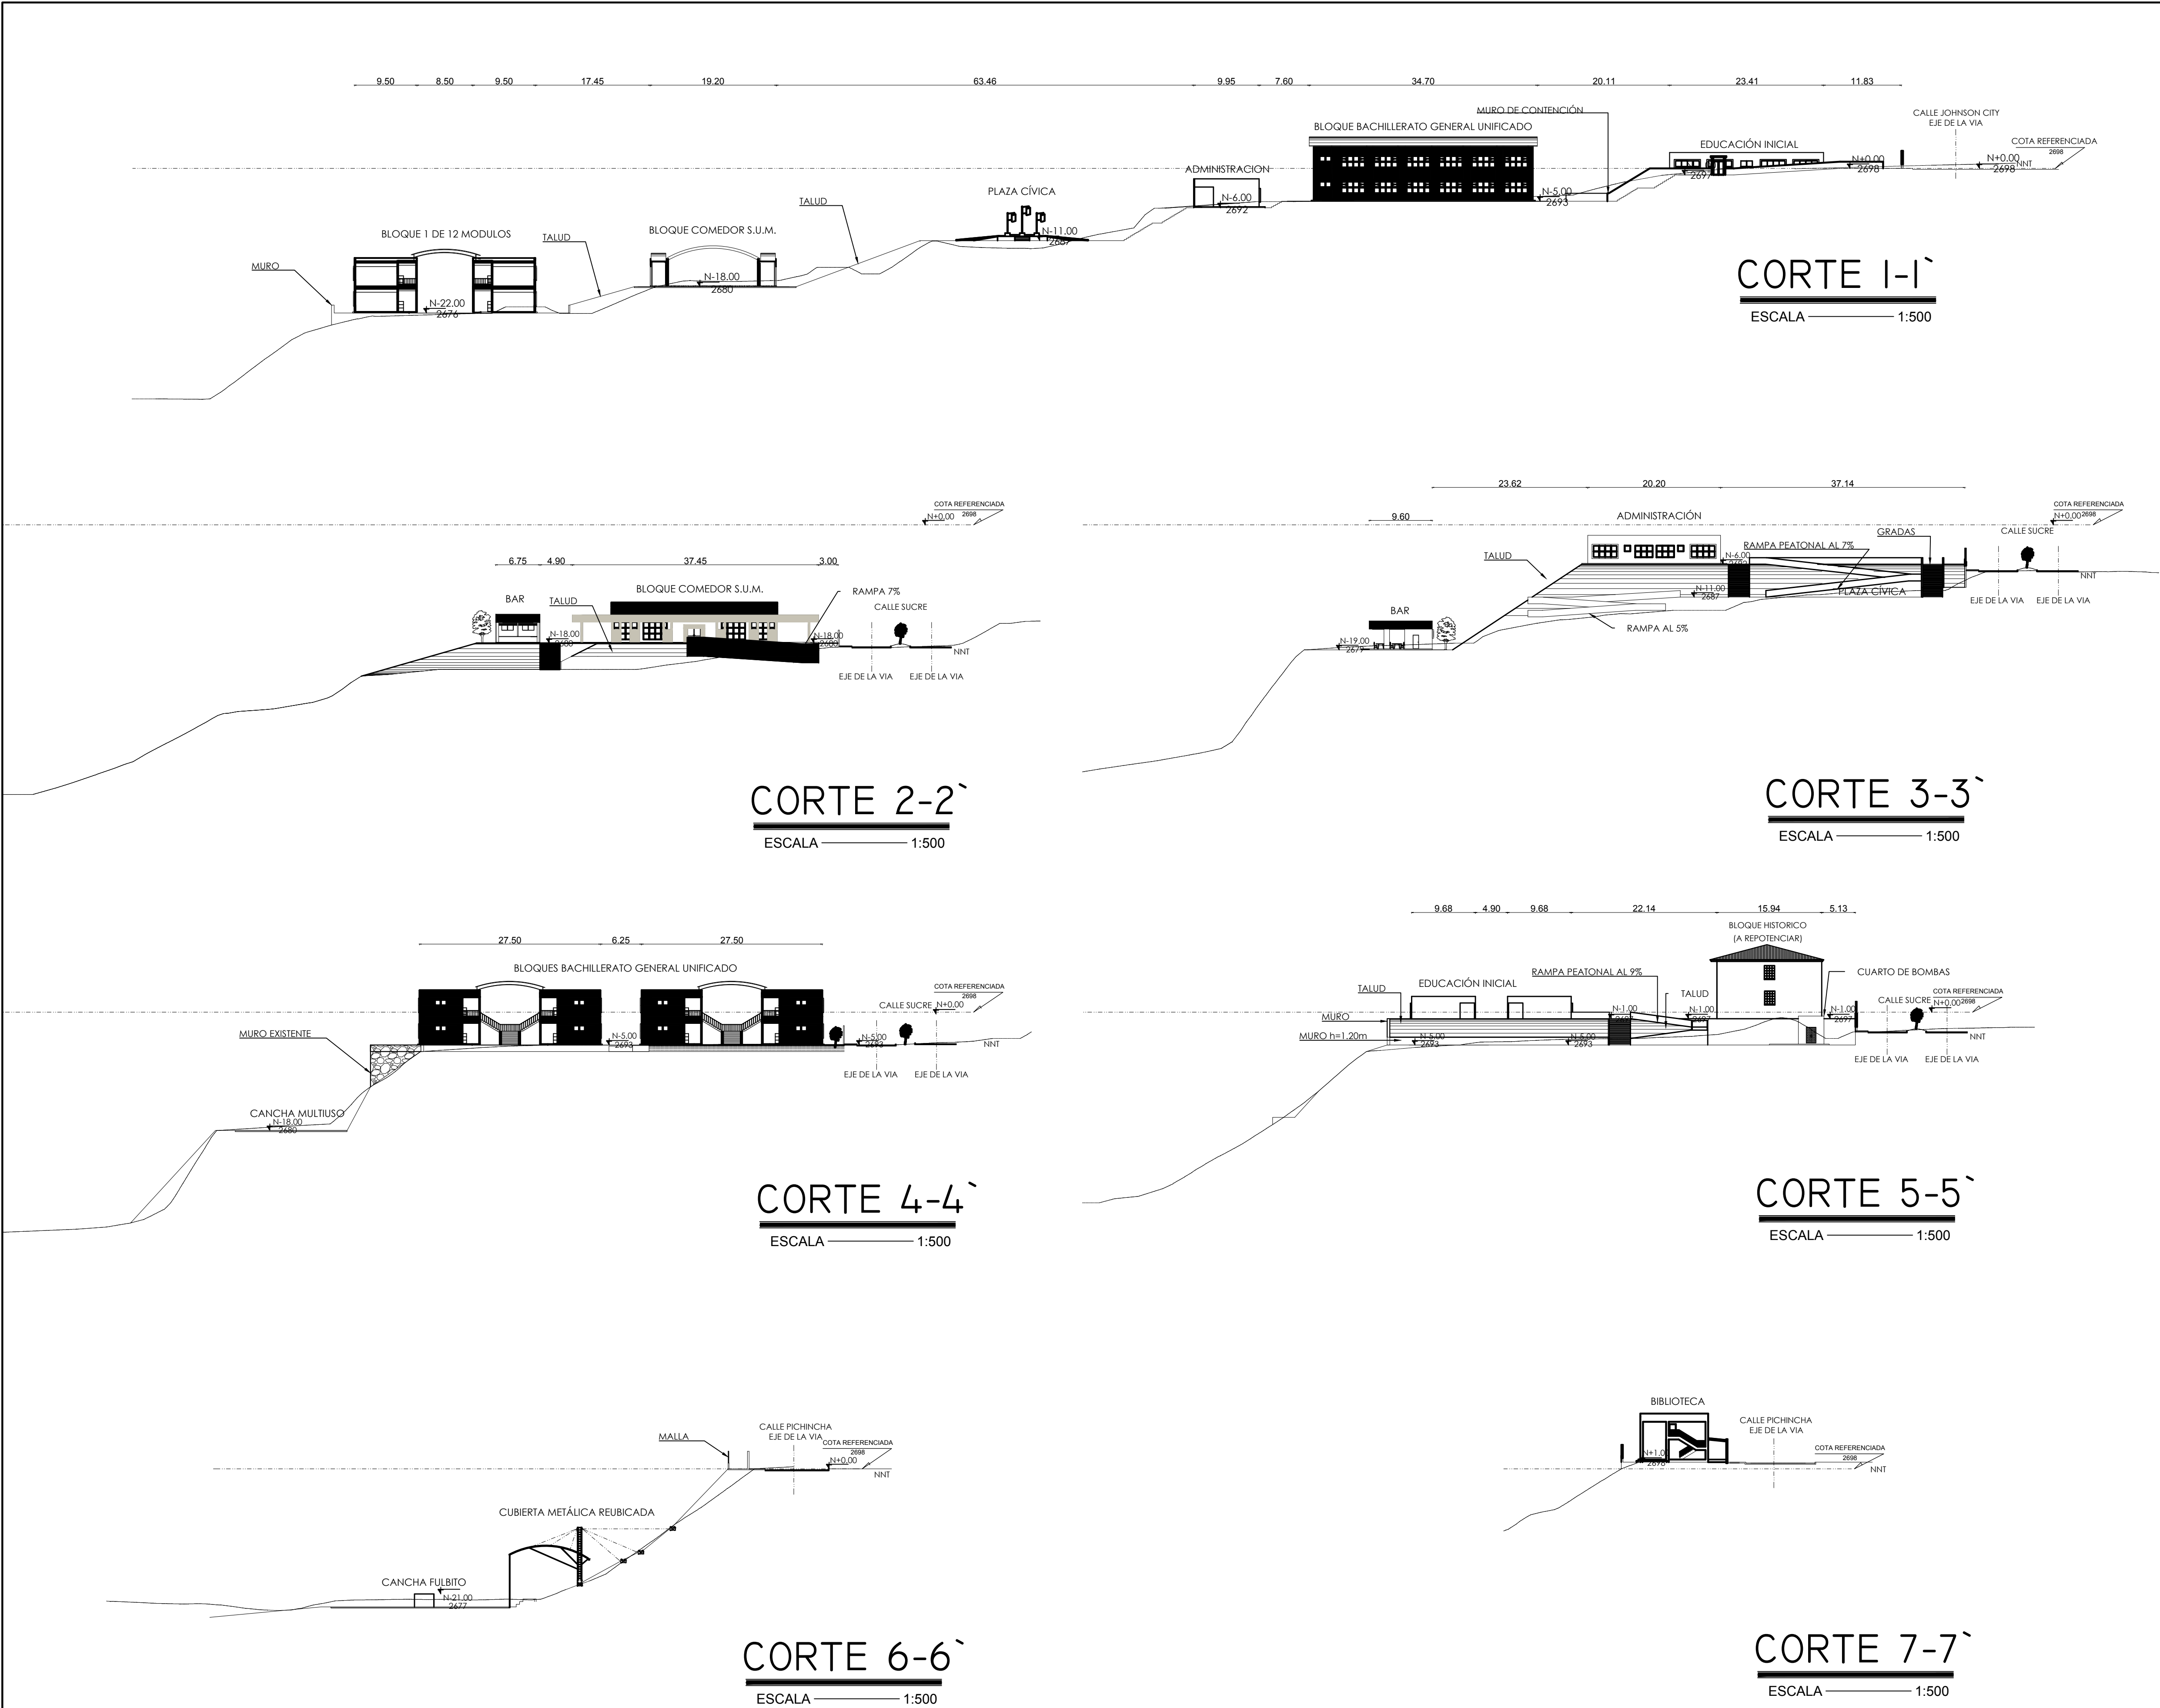 9.50 8.50 9.50 17.45 19.20 63.46 9.95 7.60 34.70 20.11 23.41 11.83
MURO DE CONTENCIÓN
CALLE JOHNSON CITY
EJE DE LA VIA
BLOQUE BACHILLERATO GENERAL UNIFICADO
EDUCACIÓN INICIAL
COTA REFERENCIADA
2698
N+0.00
2698
N+0.00
2698
NNT
ADMINISTRACION
2697
PLAZA CÍVICA
N-6.00
2692
N-5.00
2693
TALUD
N-11.00
2687
BLOQUE 1 DE 12 MODULOS
TALUD
BLOQUE COMEDOR S.U.M.
MURO
N-18.00
2680
N-22.00
2676
CORTE 1-1`
ESCALA 1:500
COTA REFERENCIADA
2698
N+0.00
6.75 4.90 37.45 3.00
BLOQUE COMEDOR S.U.M.
RAMPA 7%
BAR
TALUD
CALLE SUCRE
N-18.00
2680
N-18.00
2680
NNT
EJE DE LA VIA EJE DE LA VIA
CORTE 2-2`
ESCALA 1:500
23.62 20.20 37.14
COTA REFERENCIADA
2698
N+0.00
9.60
ADMINISTRACIÓN
GRADAS
CALLE SUCRE
RAMPA PEATONAL AL 7%
TALUD
N-6.00
2692
NNT
N-11.00
2687
PLAZA CÍVICA
EJE DE LA VIA EJE DE LA VIA
BAR
RAMPA AL 5%
N-19.00
2679
CORTE 3-3`
ESCALA 1:500
27.50 6.25 27.50
BLOQUES BACHILLERATO GENERAL UNIFICADO
COTA REFERENCIADA
2698
CALLE SUCRE
N+0.00
MURO EXISTENTE
N-5.00
2693
N-5.00
2693
NNT
EJE DE LA VIA EJE DE LA VIA
CANCHA MULTIUSO
N-18.00
2680
CORTE 4-4`
ESCALA 1:500
9.68 4.90 9.68 22.14 15.94 5.13
BLOQUE HISTORICO
(A REPOTENCIAR)
RAMPA PEATONAL AL 9%
CUARTO DE BOMBAS
EDUCACIÓN INICIAL
TALUD
TALUD
COTA REFERENCIADA
2698
CALLE SUCRE
N+0.00
MURO
N-1.00
2697
N-1.00
2697
N-1.00
2697
MURO h=1.20m
N-5.00
2693
N-5.00
2693
NNT
EJE DE LA VIA EJE DE LA VIA
CORTE 5-5`
ESCALA 1:500
MALLA
CALLE PICHINCHA
EJE DE LA VIA
COTA REFERENCIADA
2698
N+0.00
NNT
CUBIERTA METÁLICA REUBICADA
CANCHA FULBITO
N-21.00
2677
CORTE 6-6`
ESCALA 1:500
BIBLIOTECA
CALLE PICHINCHA
EJE DE LA VIA
COTA REFERENCIADA
2698
NNT
CORTE 7-7`
ESCALA 1:500